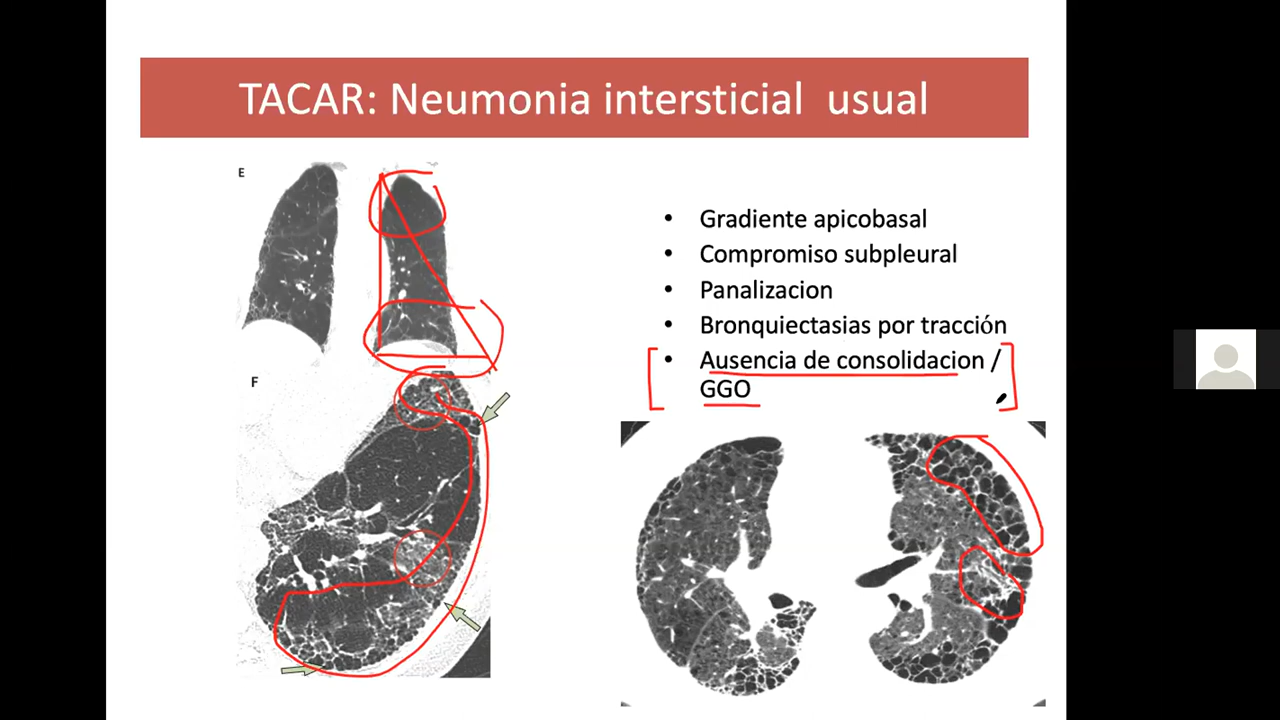 TACAR: Neumonia intersticial usual
E
F
• Gradiente apicobasal
• Compromiso subpleural
• Panalizacion
• Bronquiectasias por tracción
• Ausencia de consolidacion /
GGO